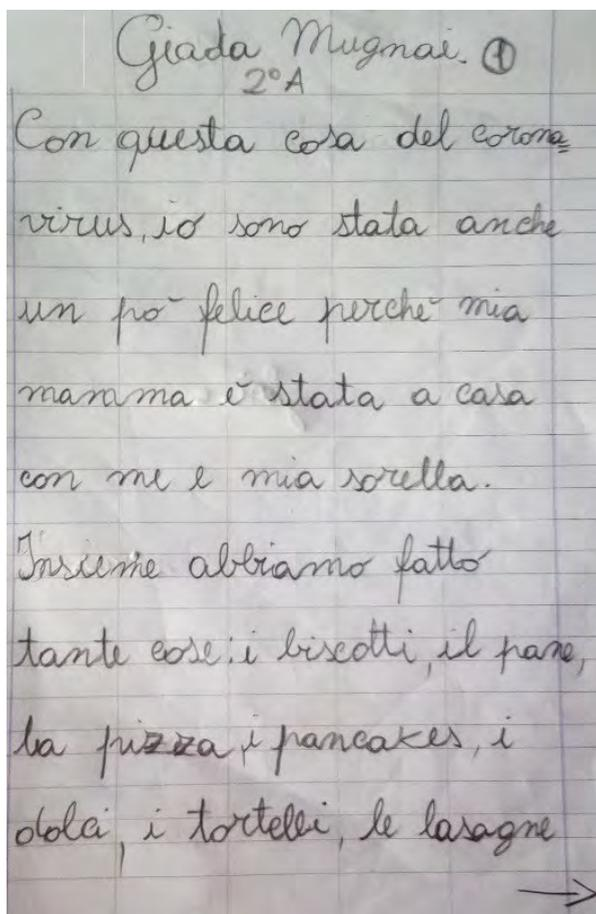 Giada Mugnai. ①
2°A
Con questa cosa del corona=
virus, io sono stata anche
un pò felice perchè mia
mamma è stata a casa
con me e mia sorella.
Insieme abbiamo fatto
tante cose: i biscotti, il pane,
la pizza, i pancakes, i
dolci, i tortelli, le lasagne
→